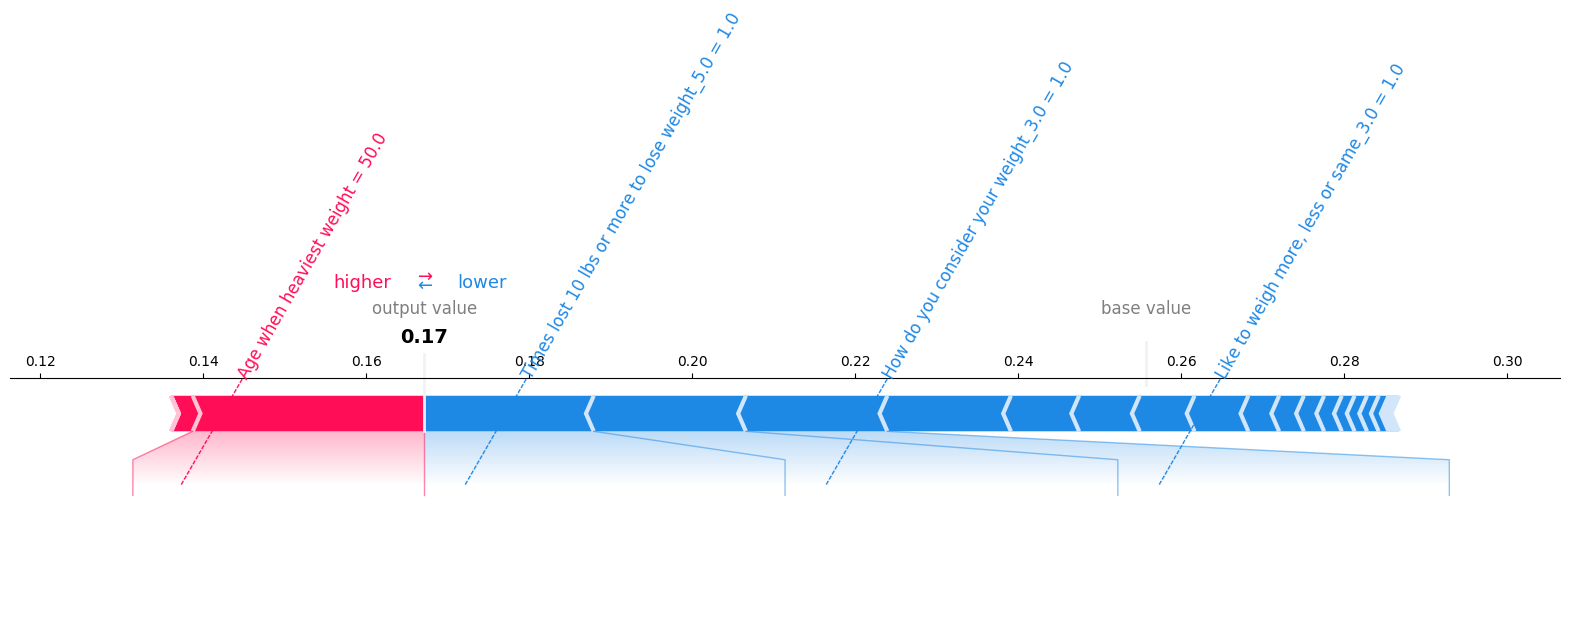 Age when heaviest weight = 50.0
Times lost 10 lbs or more to lose weight_5.0 = 1.0
How do you consider your weight_3.0 = 1.0
Like to weigh more, less or same_3.0 = 1.0
higher ⇄ lower
output value
base value
0.17
0.12 0.14 0.16 0.18 0.20 0.22 0.24 0.26 0.28 0.30